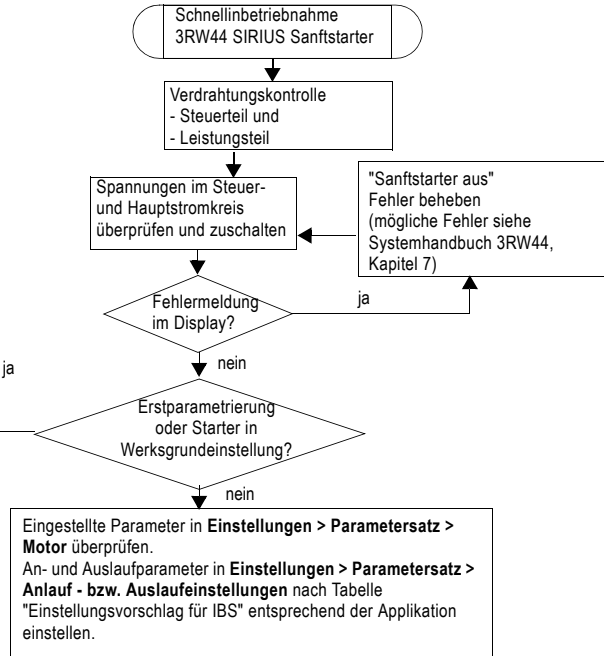 Schnellinbetriebnahme
3RW44 SIRIUS Sanftstarter
Verdrahtungskontrolle
- Steuerteil und
- Leistungsteil
Spannungen im Steuer-
und Hauptstromkreis
überprüfen und zuschalten
"Sanftstarter aus"
Fehler beheben
(mögliche Fehler siehe
Systemhandbuch 3RW44,
Kapitel 7)
Fehlermeldung
im Display?
ja
nein
ja
Erstparametrierung
oder Starter in
Werksgrundeinstellung?
nein
Eingestellte Parameter in Einstellungen > Parametersatz >
Motor überprüfen.
An- und Auslaufparameter in Einstellungen > Parametersatz >
Anlauf - bzw. Auslaufeinstellungen nach Tabelle
"Einstellungsvorschlag für IBS" entsprechend der Applikation
einstellen.